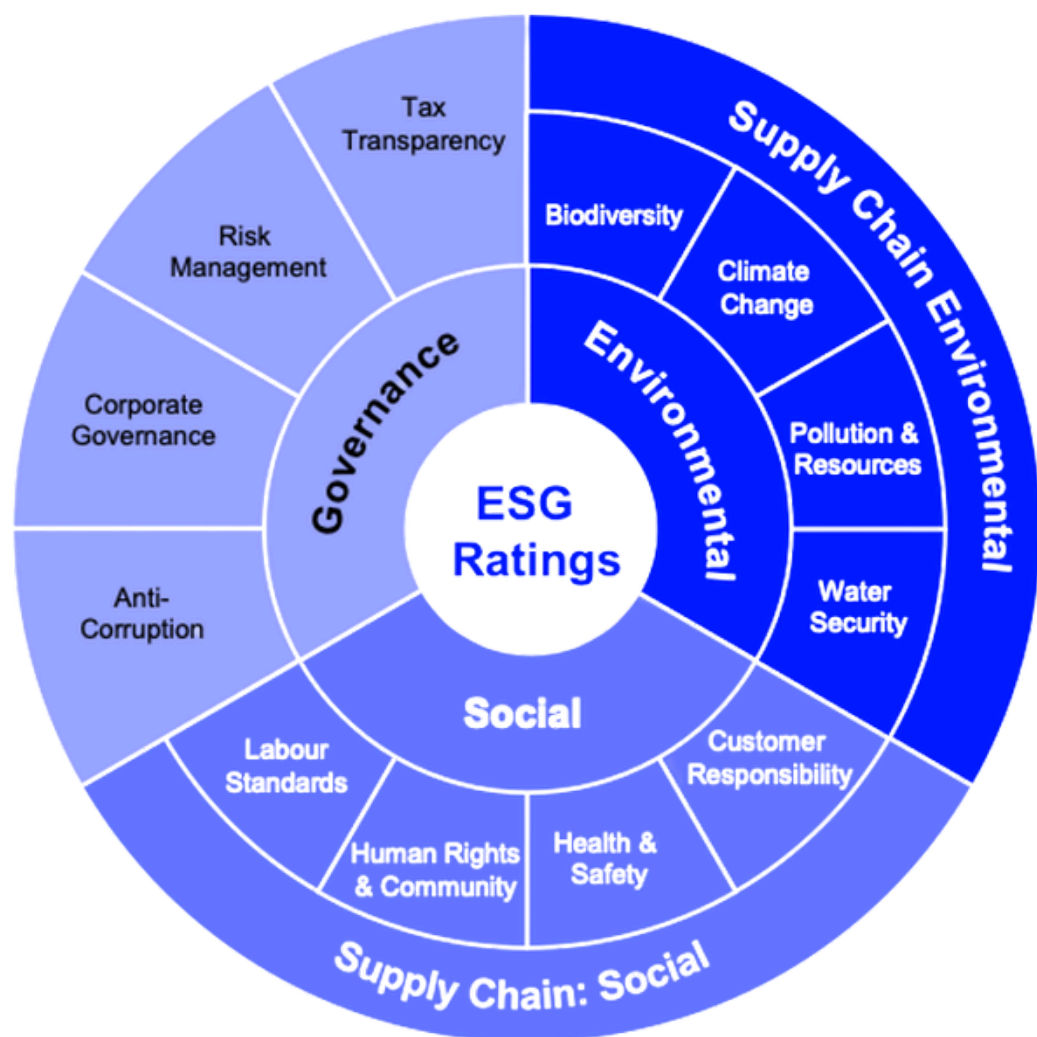 ESG
Ratings
Environmental
Biodiversity
Climate
Change
Pollution &
Resources
Water
Security
Supply Chain Environmental
Social
Customer
Responsibility
Health &
Safety
Human Rights
& Community
Labour
Standards
Supply Chain: Social
Governance
Anti-
Corruption
Corporate
Governance
Risk
Management
Tax
Transparency